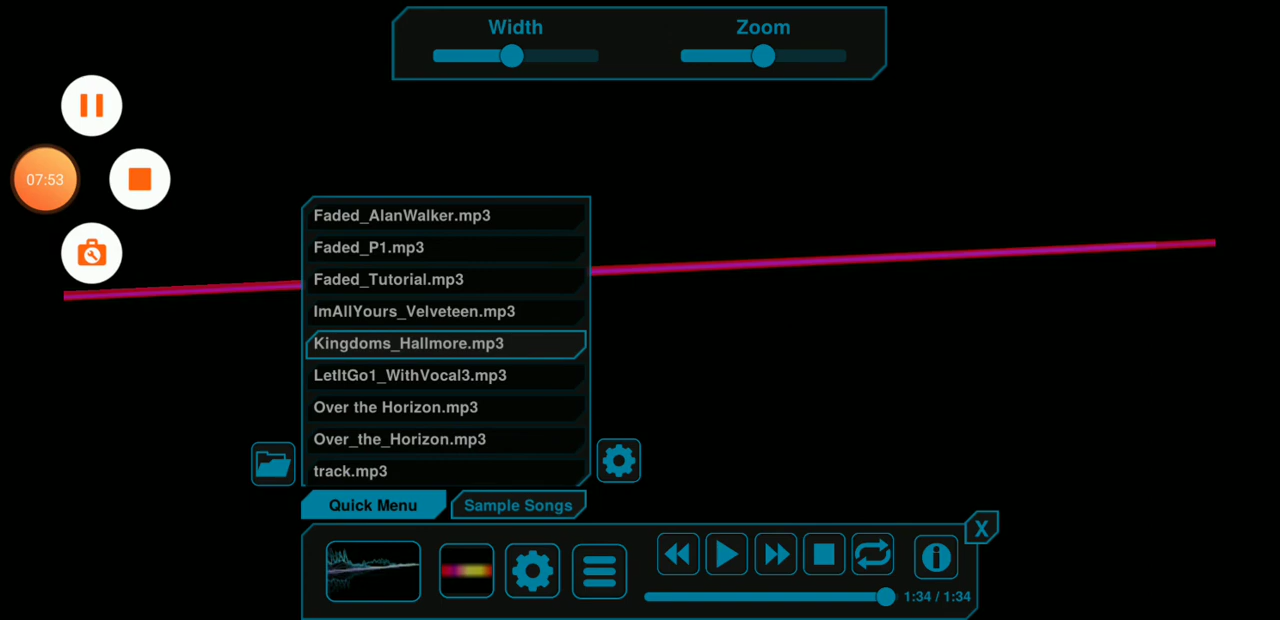 Width
Zoom
07:53
Faded_AlanWalker.mp3
Faded_P1.mp3
Faded_Tutorial.mp3
ImAllYours_Velveteen.mp3
Kingdoms_Hallmore.mp3
LetItGo1_WithVocal3.mp3
Over the Horizon.mp3
Over_the_Horizon.mp3
track.mp3
Quick Menu
Sample Songs
X
1:34 / 1:34